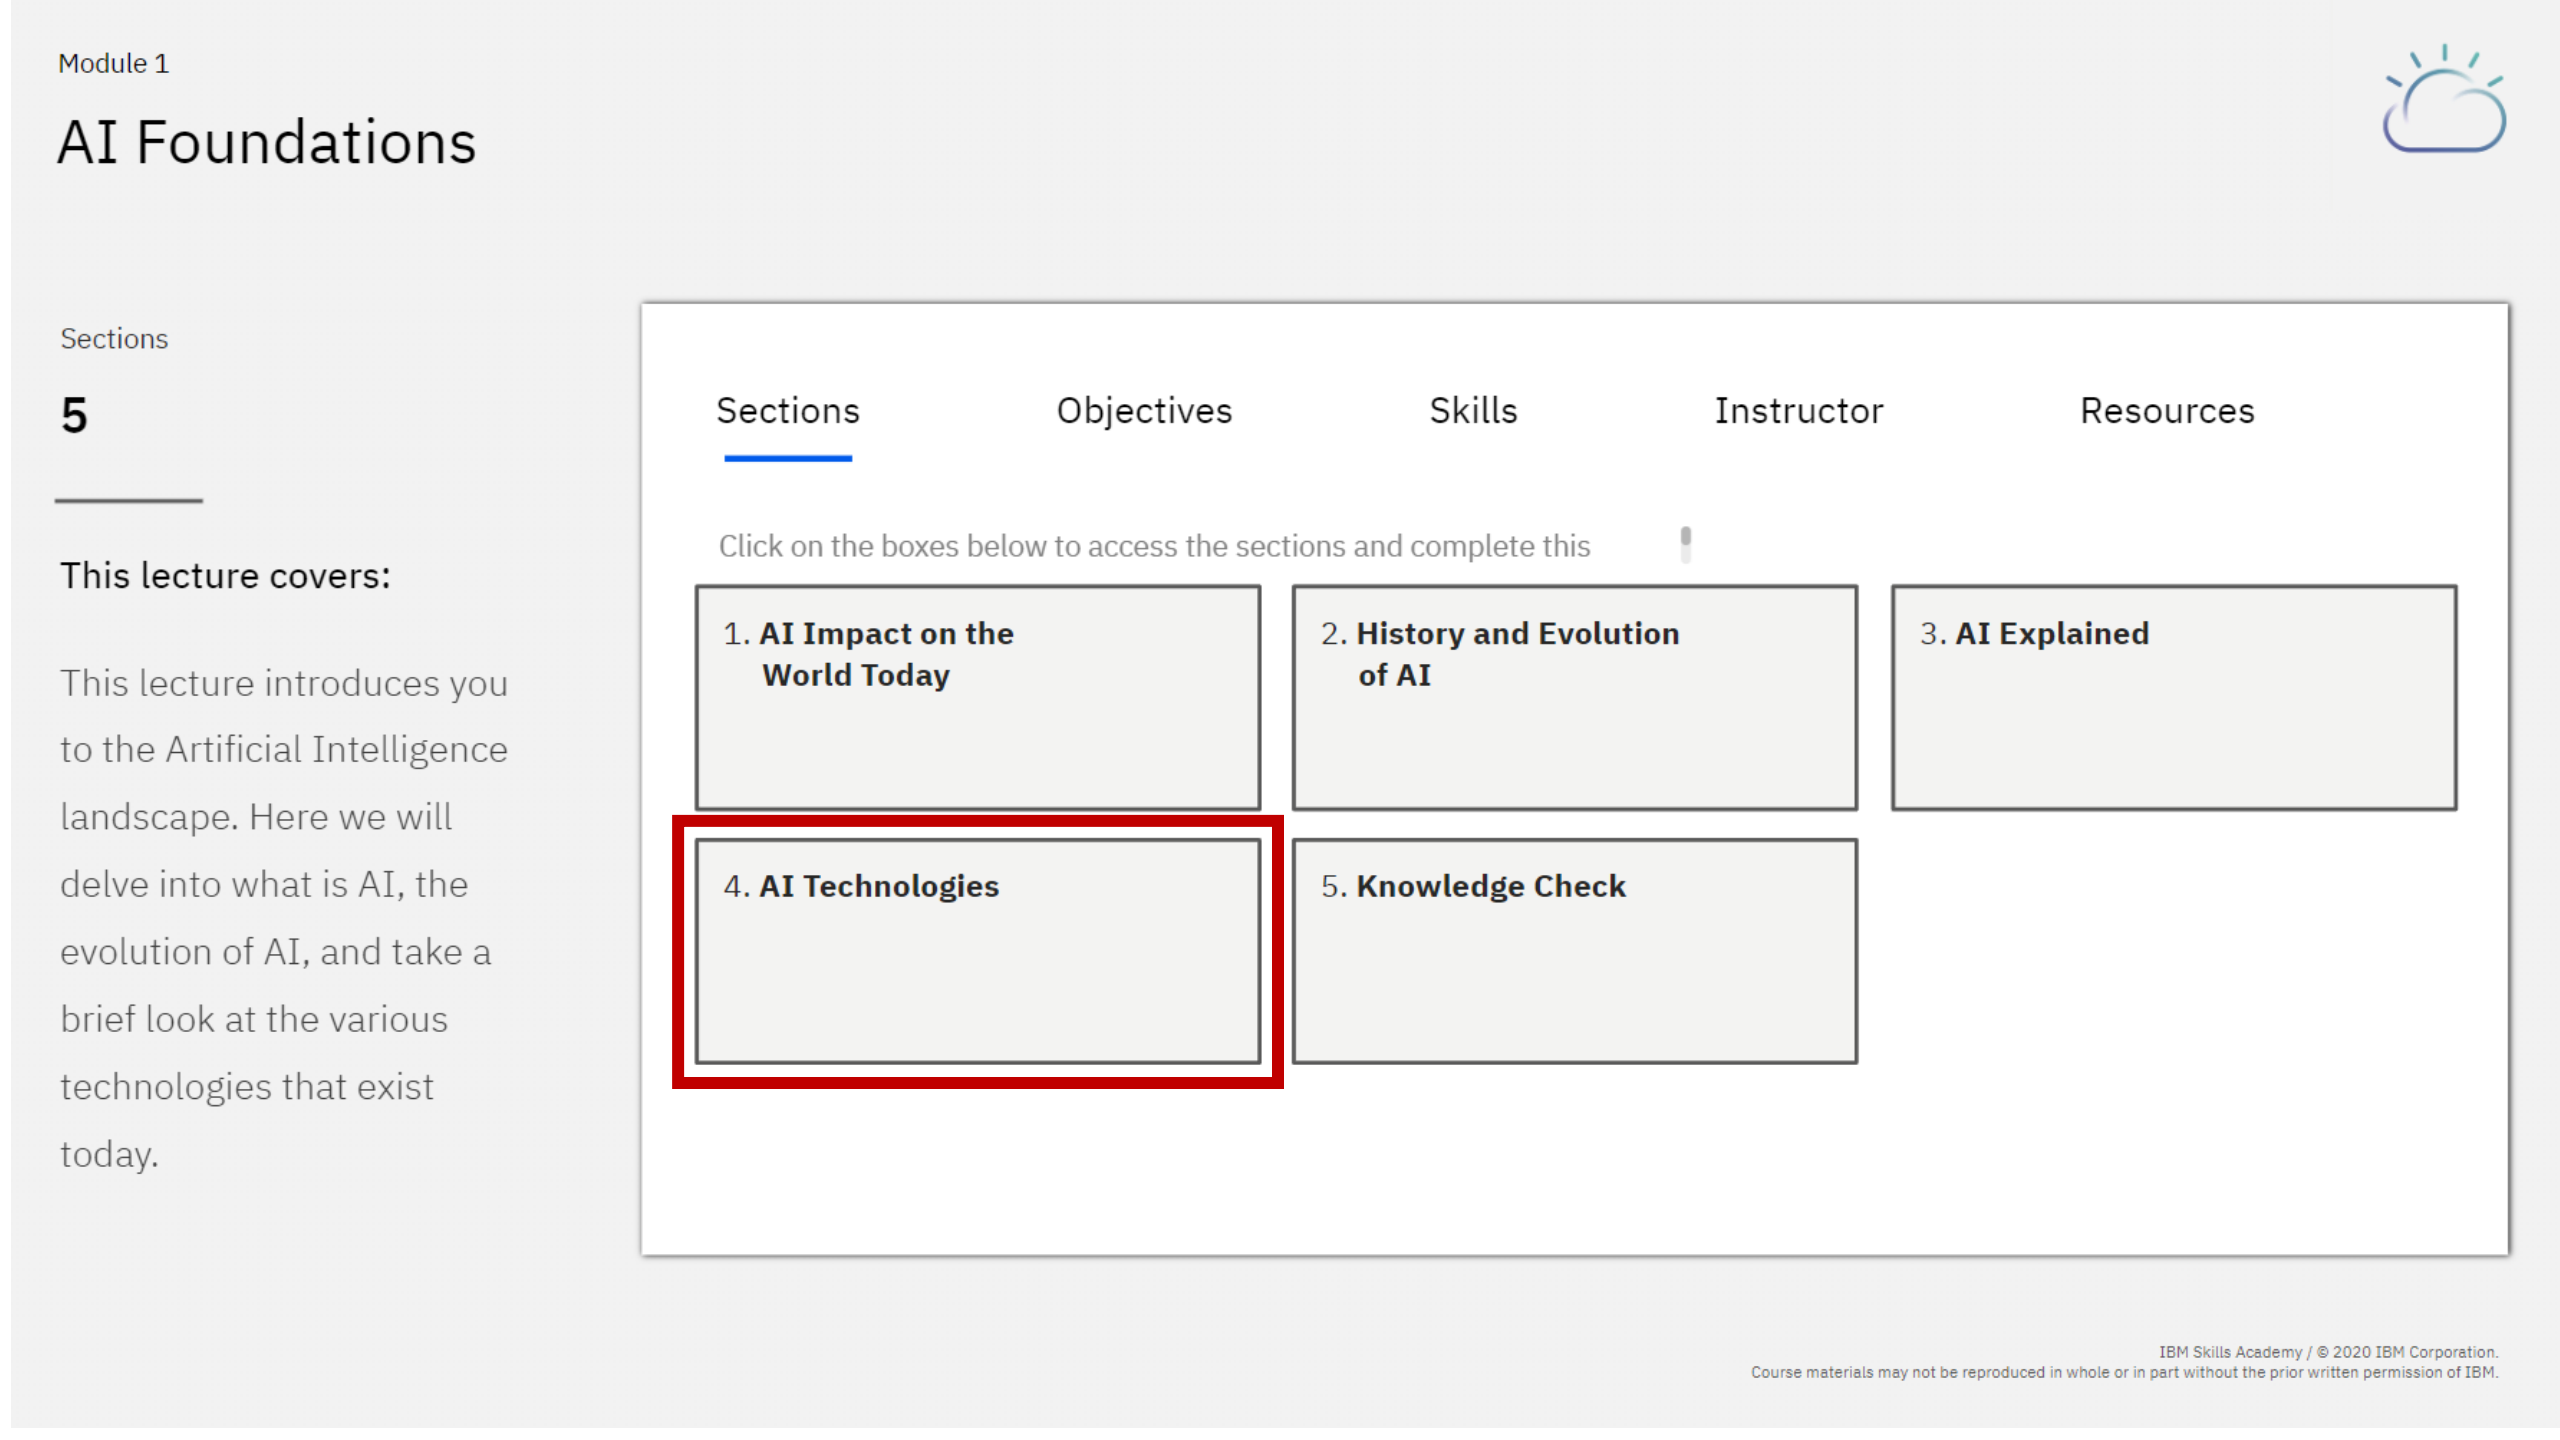 Module 1
AI Foundations
Sections
5
This lecture covers:
This lecture introduces you
to the Artificial Intelligence
landscape. Here we will
delve into what is AI, the
evolution of AI, and take a
brief look at the various
technologies that exist
today.
Sections
Objectives
Skills
Instructor
Resources
Click on the boxes below to access the sections and complete this
1. AI Impact on the
World Today
2. History and Evolution
of AI
3. AI Explained
4. AI Technologies
5. Knowledge Check
IBM Skills Academy / © 2020 IBM Corporation.
Course materials may not be reproduced in whole or in part without the prior written permission of IBM.